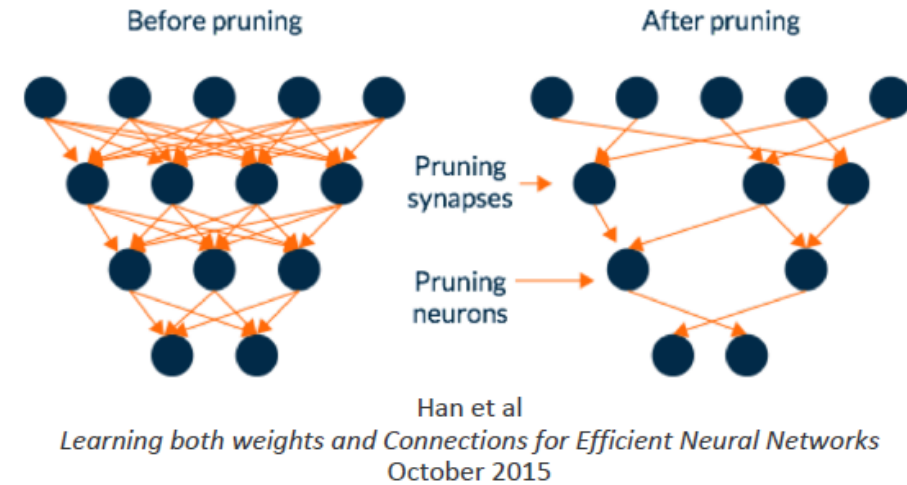 Before pruning
After pruning
Pruning
synapses
Pruning
neurons
Han et al
Learning both weights and Connections for Efficient Neural Networks
October 2015